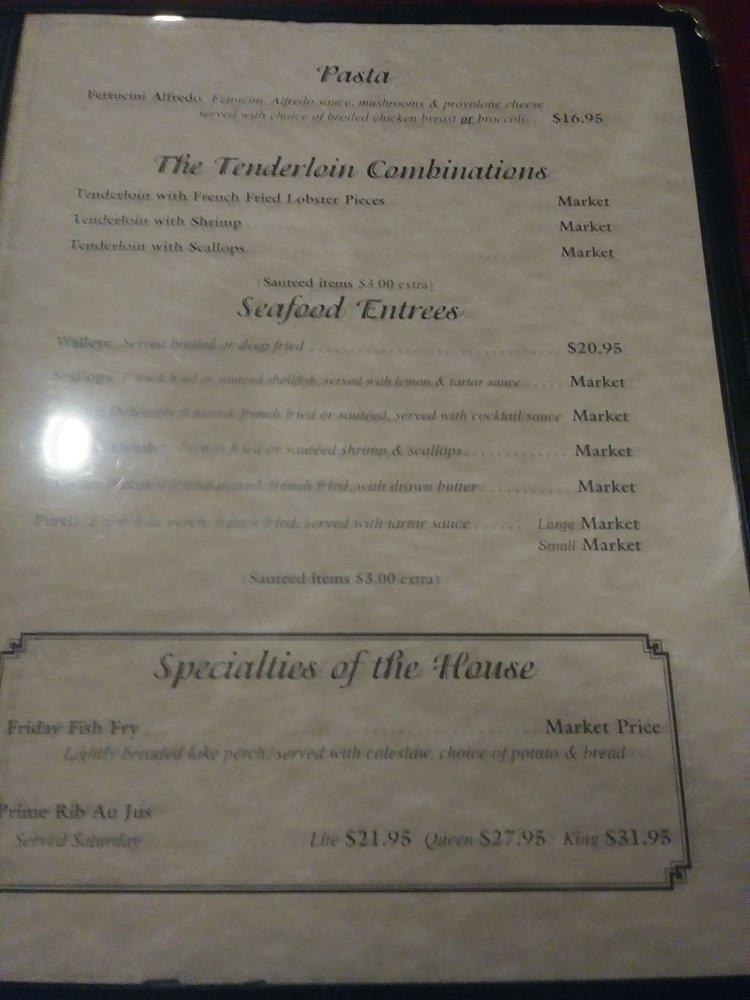 Pasta
Fettucini Alfredo. Fettucini, Alfredo sauce, mushrooms & provolone cheese
served with choice of broiled chicken breast or broccoli... $16.95
The Tenderloin Combinations
Tenderloin with French Fried Lobster Pieces Market
Tenderloin with Shrimp Market
Tenderloin with Scallops. Market
(Sauteed items $3.00 extra)
Seafood Entrees
Walleye. Served broiled or deep fried $20.95
Scallops. French fried or sauteed shellfish, served with lemon & tartar sauce ..... Market
flavored, french fried or sauteed, served with cocktail sauce Market
French fried or sauteed shrimp & scallops Market
french fried, with drawn butter Market
Perch. lake perch, french fried, served with tartar sauce ...... Large Market
Small Market
(Sauteed Items $3.00 extra)
Specialties of the House
Friday Fish Fry Market Price
Lightly breaded lake perch, served with coleslaw, choice of potato & bread
Prime Rib Au Jus
Served Saturday Lite $21.95 Queen $27.95 King $31.95